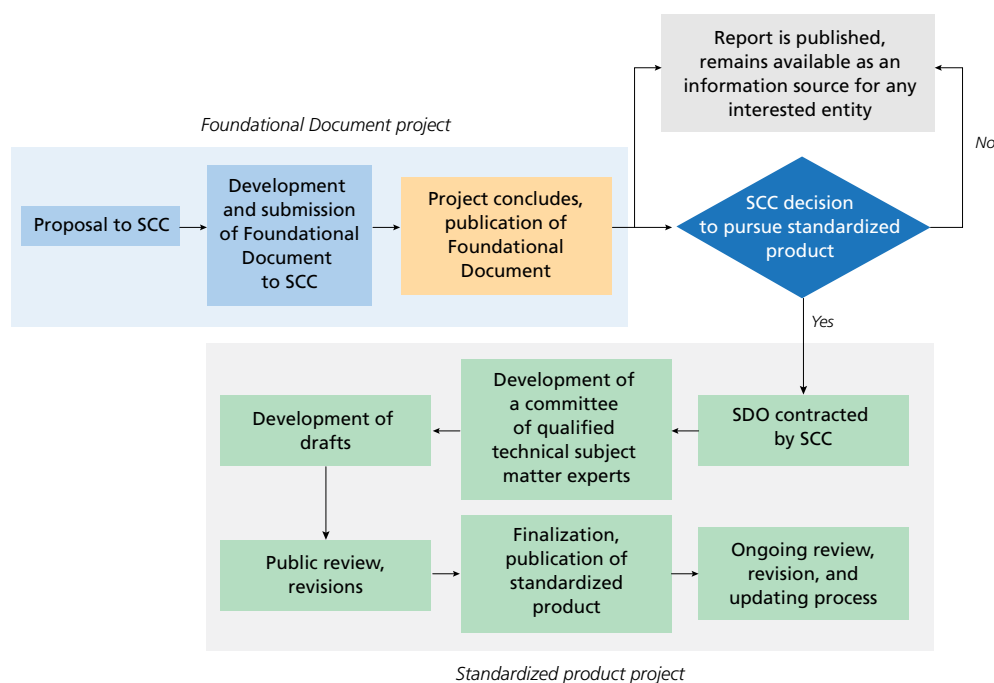 Report is published,
remains available as an
information source for any
interested entity
Foundational Document project
No
Proposal to SCC
Development
and submission
of Foundational
Document
to SCC
Project concludes,
publication of
Foundational
Document
SCC decision
to pursue standardized
product
Yes
SDO contracted
by SCC
Development of
a committee
of qualified
technical subject
matter experts
Development of
drafts
Public review,
revisions
Finalization,
publication of
standardized
product
Ongoing review,
revision, and
updating process
Standardized product project